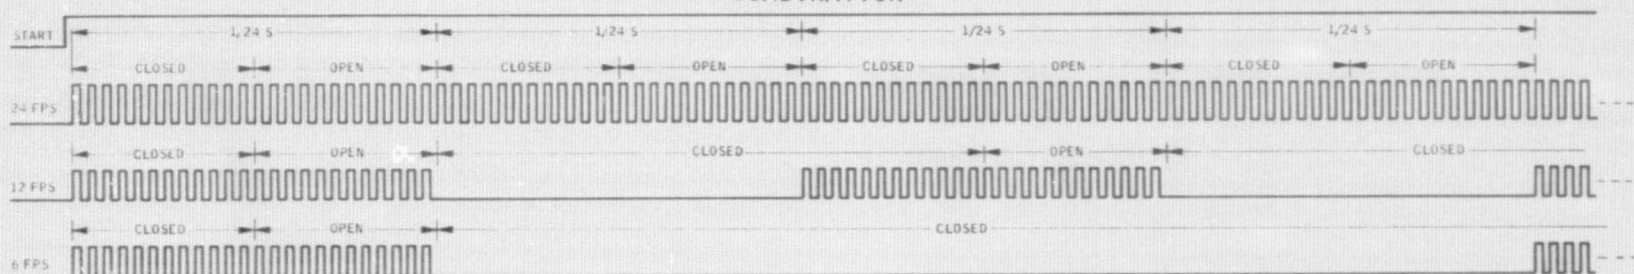 START 1/24 S 1/24 S 1/24 S 1/24 S
CLOSED OPEN CLOSED OPEN CLOSED OPEN CLOSED OPEN
24 FPS
CLOSED OPEN CLOSED OPEN CLOSED
12 FPS
CLOSED OPEN CLOSED
6 FPS